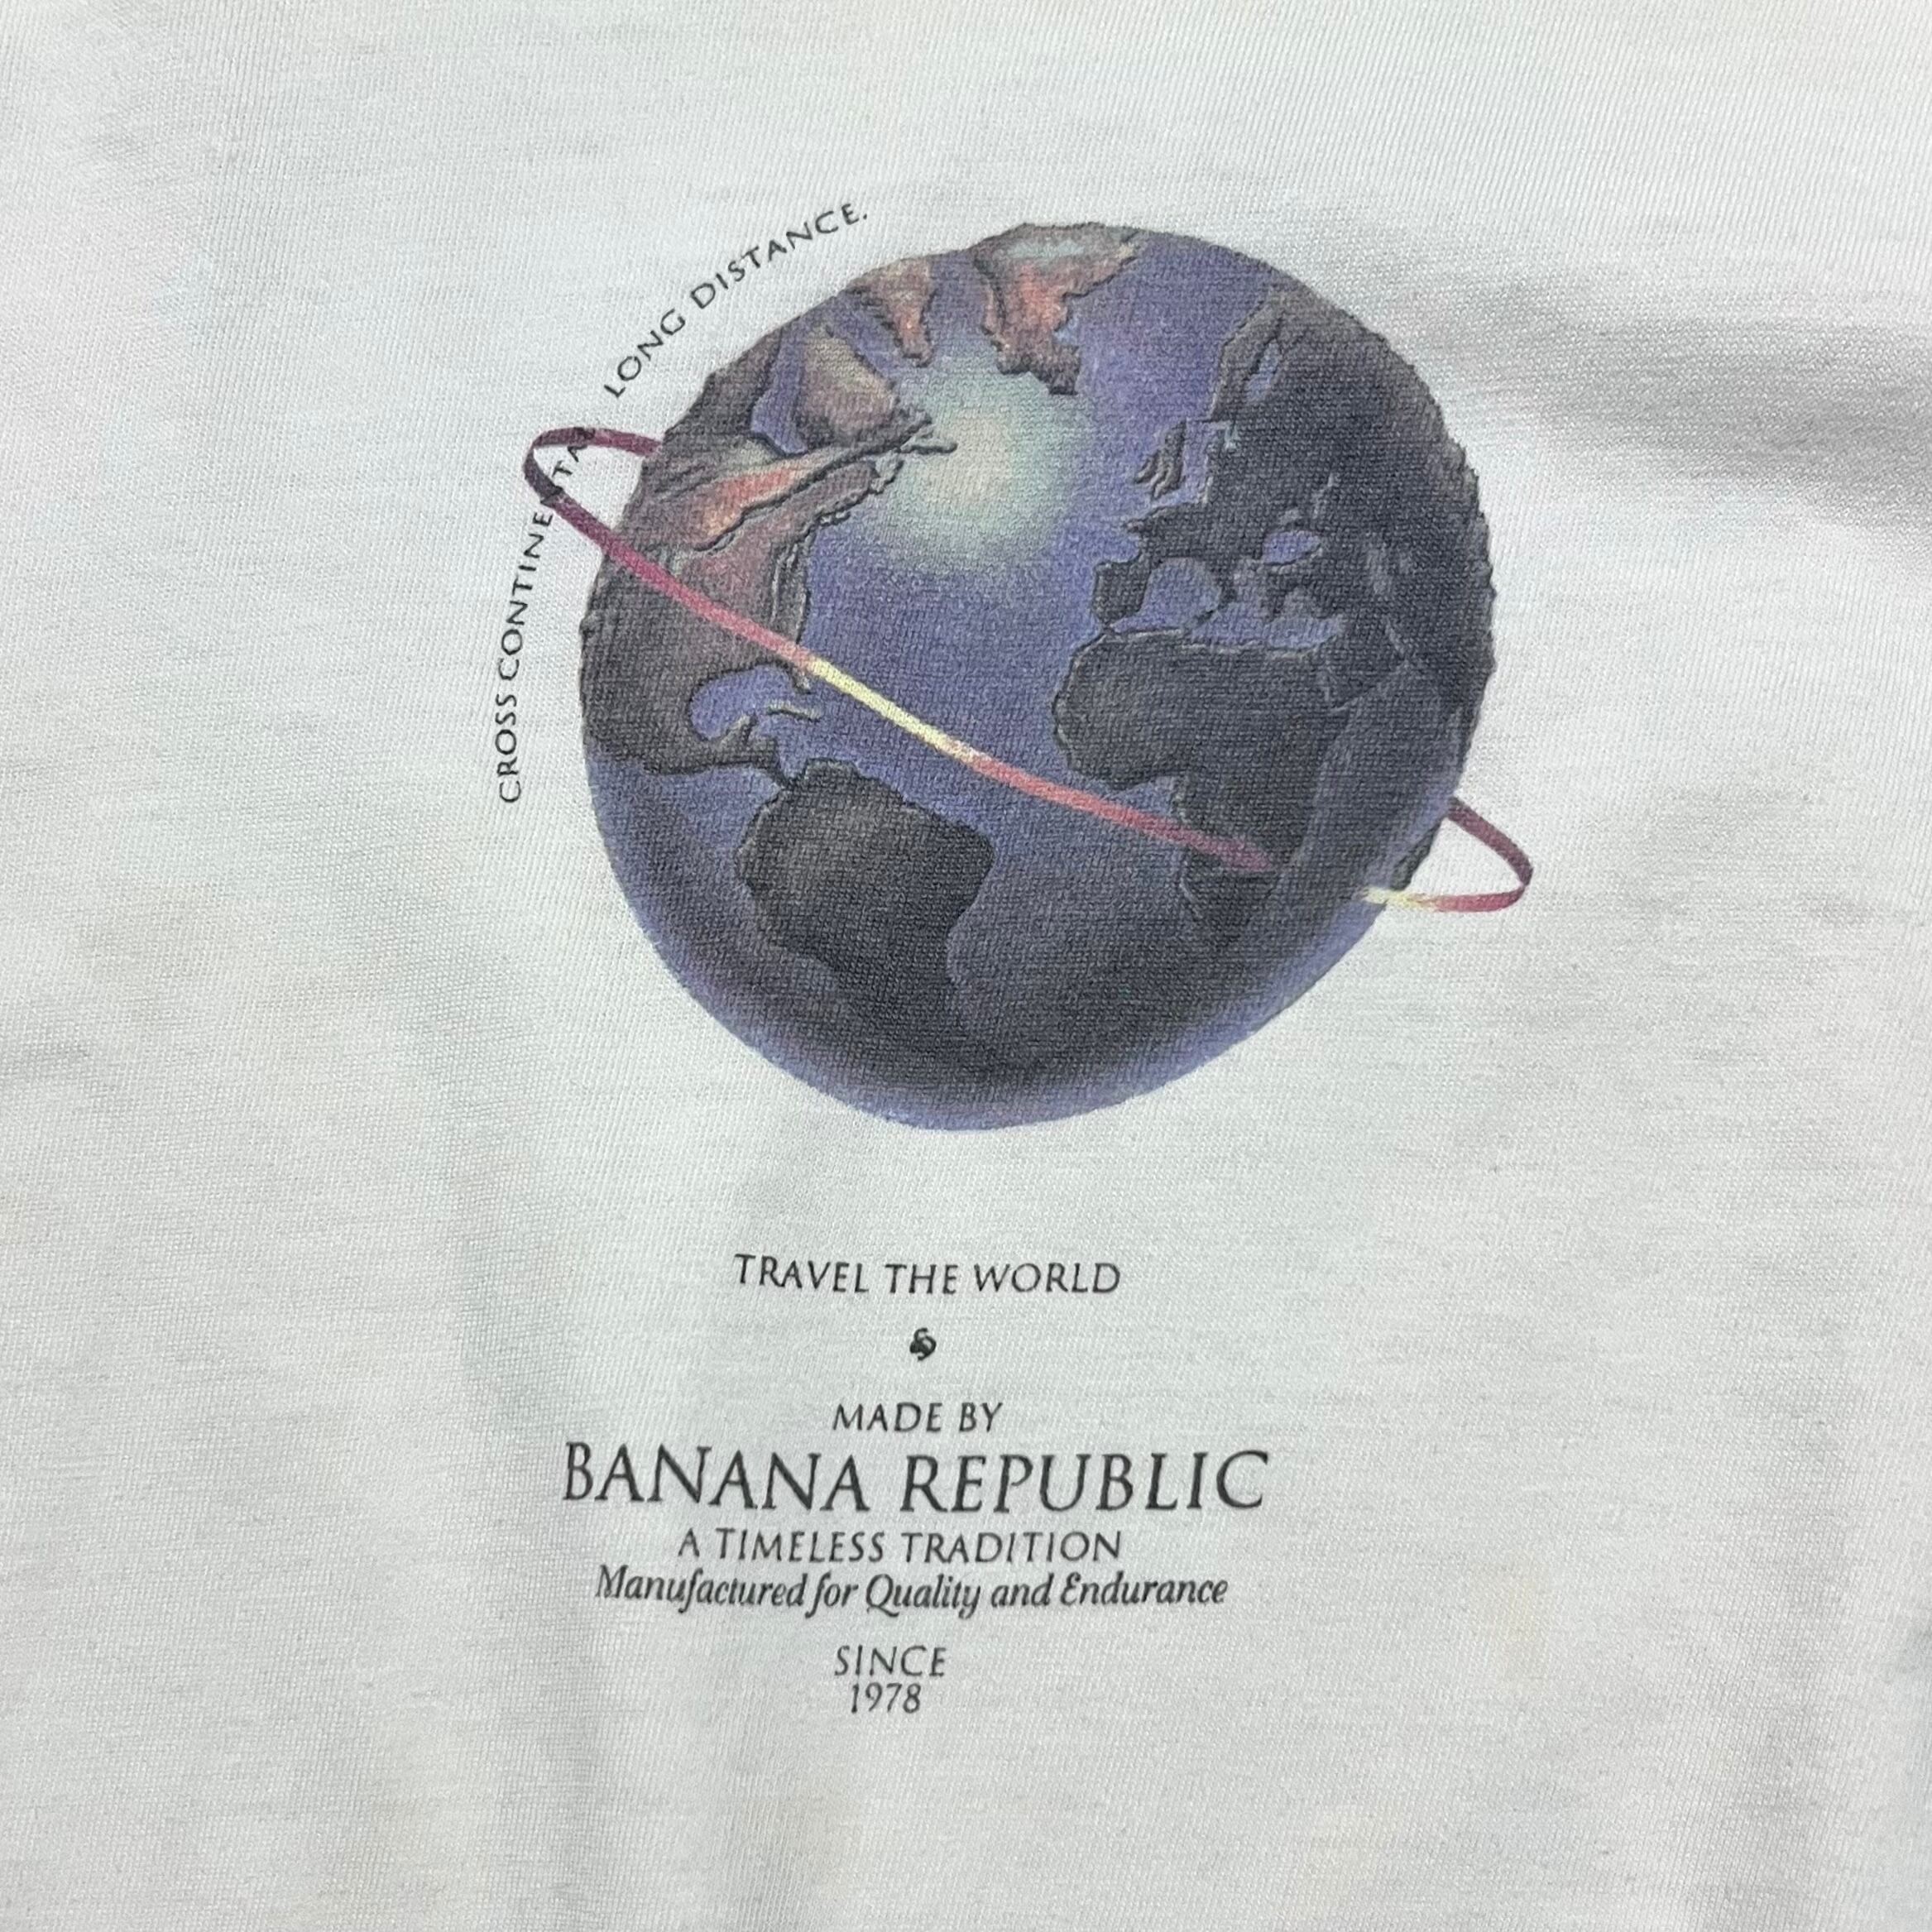 CROSS CONTINENTAL LONG DISTANCE.
TRAVEL THE WORLD
MADE BY
BANANA REPUBLIC
A TIMELESS TRADITION
Manufactured for Quality and Endurance
SINCE
1978